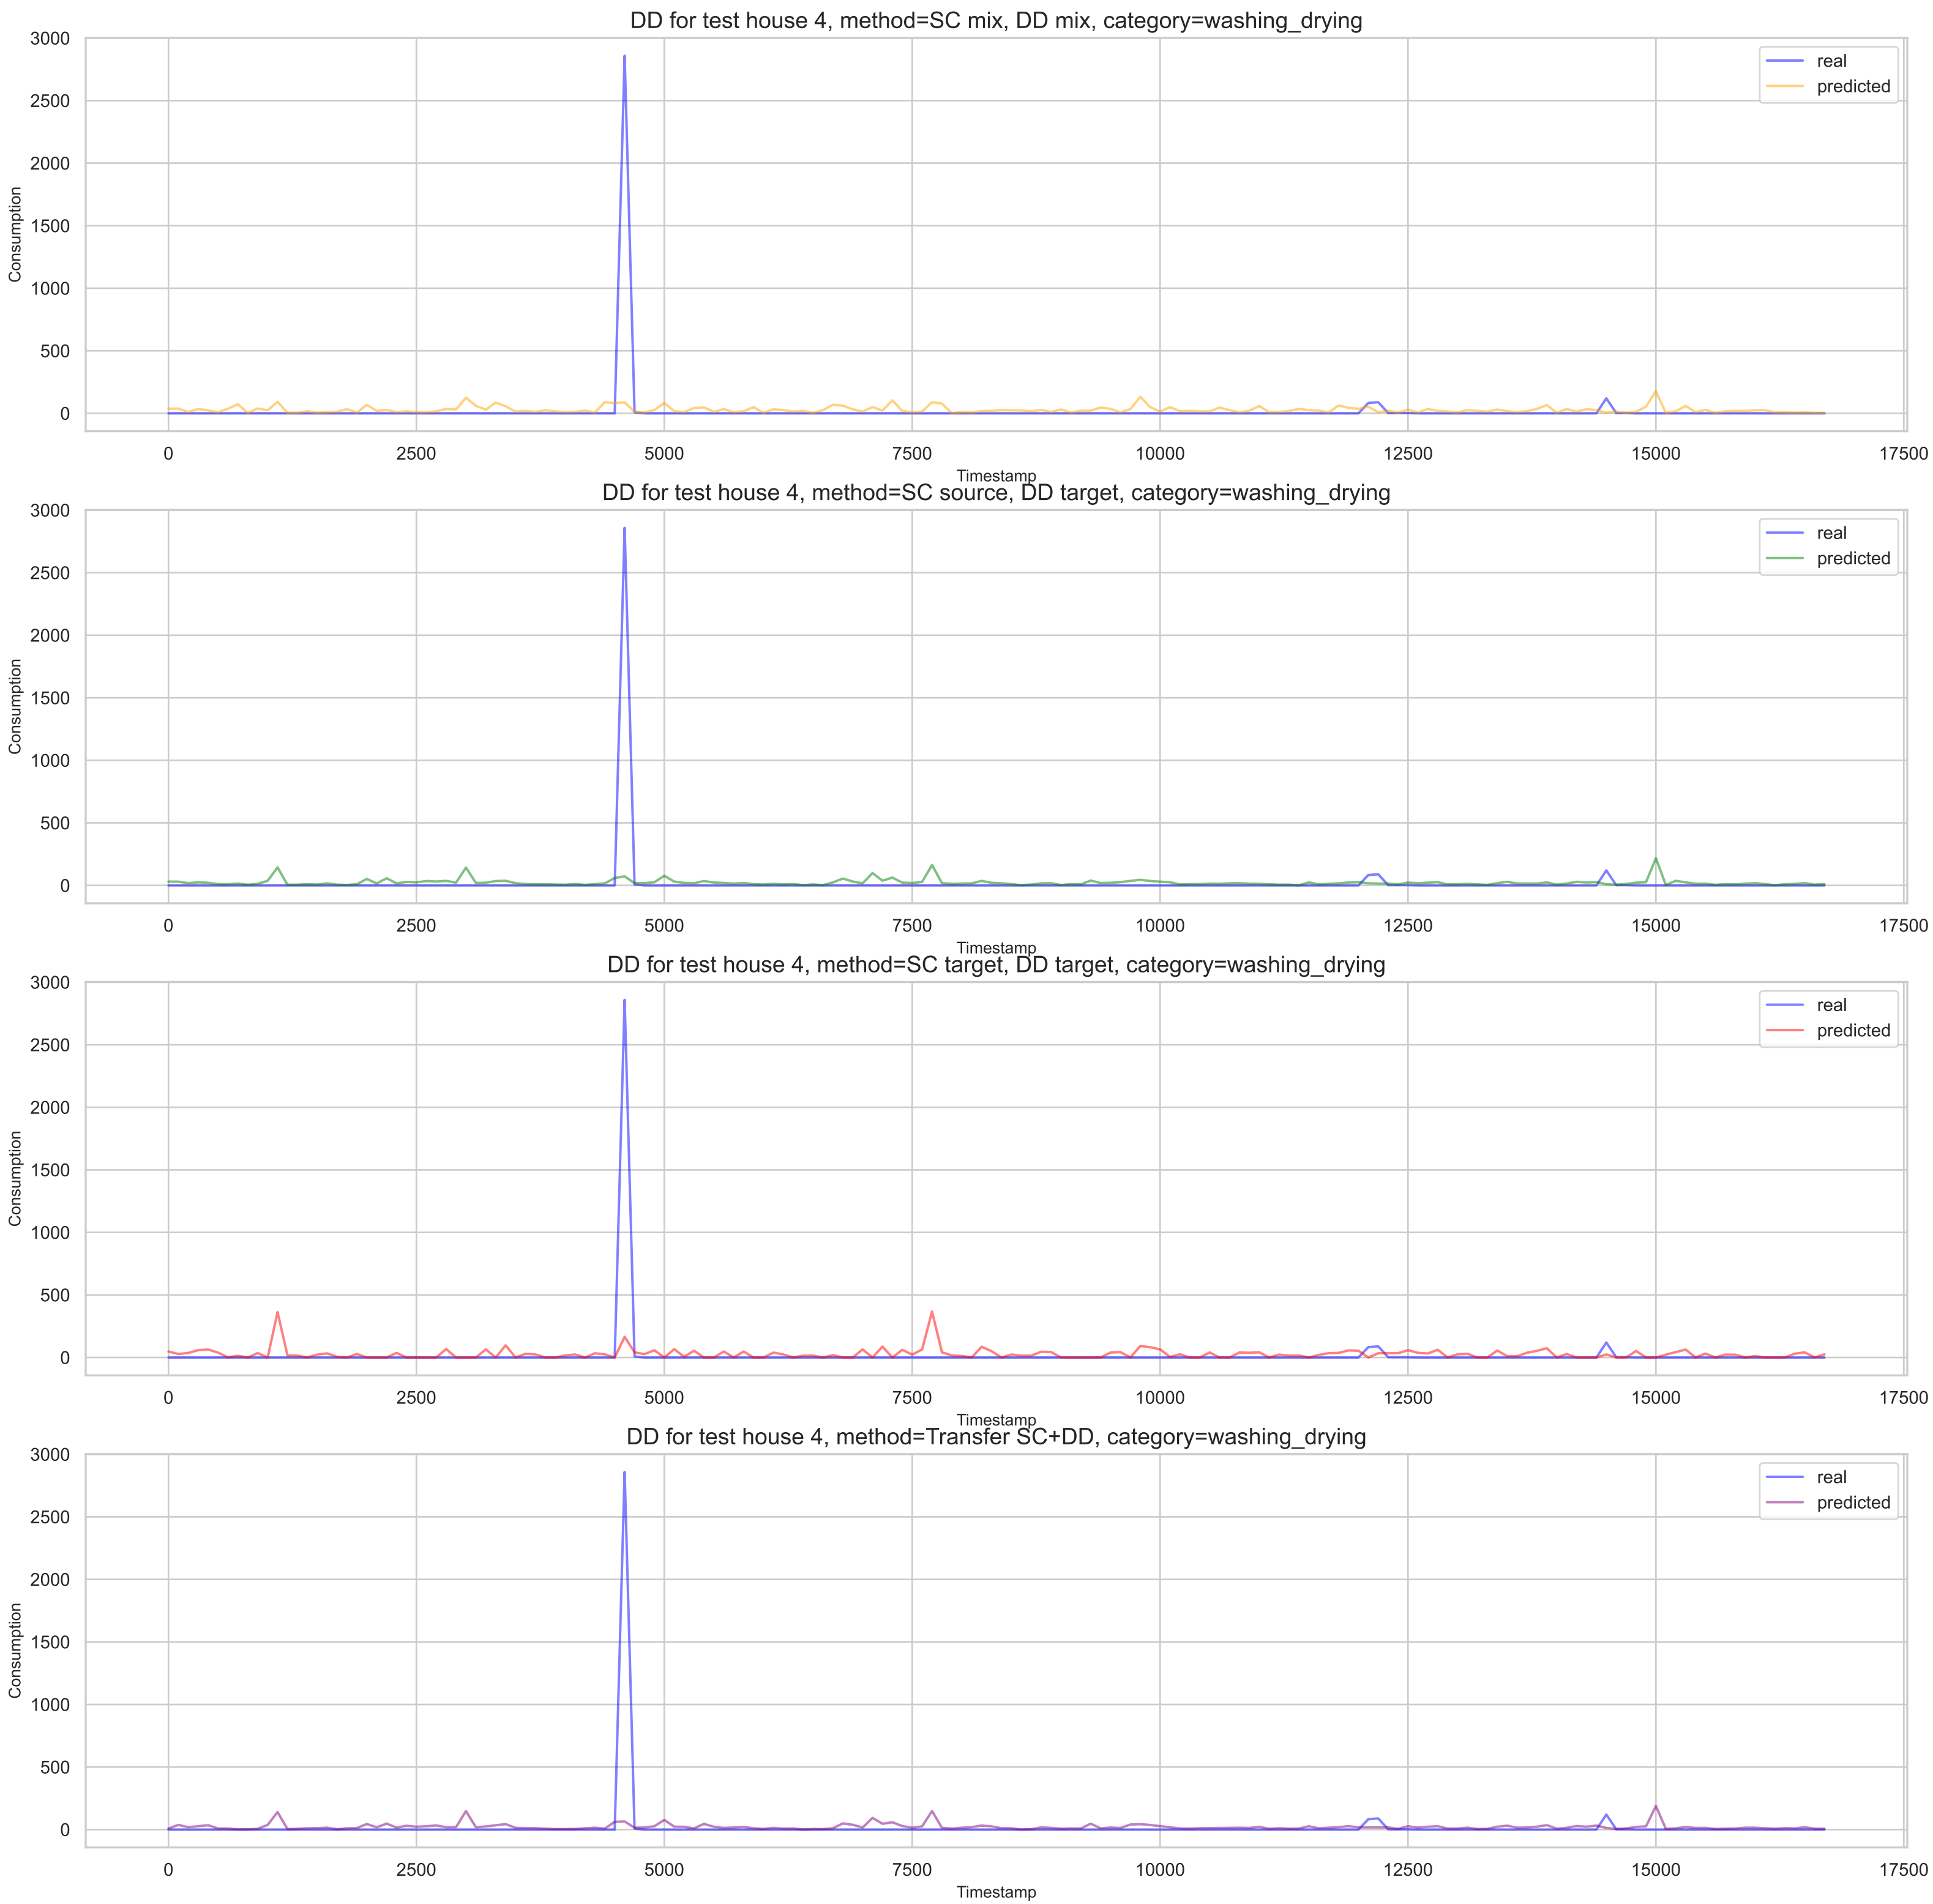 DD for test house 4, method=SC mix, DD mix, category=washing_drying
3000
2500
2000
1500
1000
500
0
Consumption
real
predicted
0 2500 5000 7500 10000 12500 15000 17500
Timestamp
DD for test house 4, method=SC source, DD target, category=washing_drying
3000
2500
2000
1500
1000
500
0
Consumption
real
predicted
0 2500 5000 7500 10000 12500 15000 17500
Timestamp
DD for test house 4, method=SC target, DD target, category=washing_drying
3000
2500
2000
1500
1000
500
0
Consumption
real
predicted
0 2500 5000 7500 10000 12500 15000 17500
Timestamp
DD for test house 4, method=Transfer SC+DD, category=washing_drying
3000
2500
2000
1500
1000
500
0
Consumption
real
predicted
0 2500 5000 7500 10000 12500 15000 17500
Timestamp